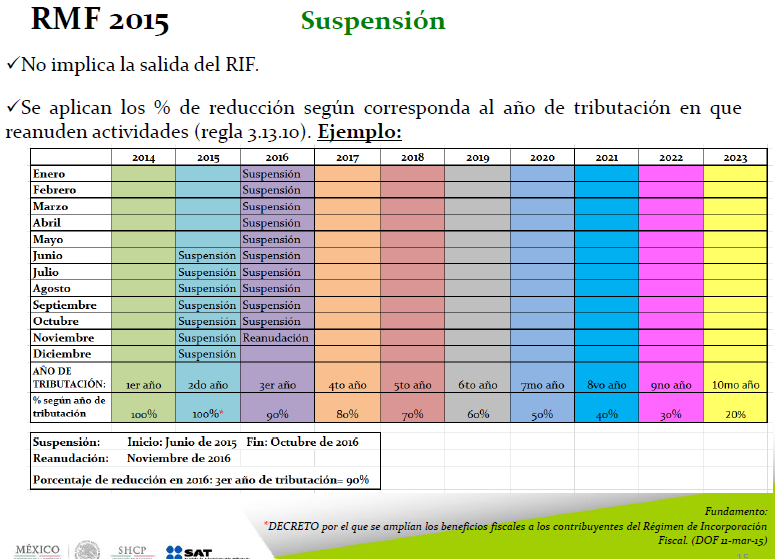 RMF 2015 Suspensión
✓No implica la salida del RIF.
✓Se aplican los % de reducción según corresponda al año de tributación en que
reanuden actividades (regla 3.13.10). Ejemplo:
2014 2015 2016 2017 2018 2019 2020 2021 2022 2023
Enero Suspensión
Febrero Suspensión
Marzo Suspensión
Abril Suspensión
Mayo Suspensión
Junio Suspensión Suspensión
Julio Suspensión Suspensión
Agosto Suspensión Suspensión
Septiembre Suspensión Suspensión
Octubre Suspensión Suspensión
Noviembre Suspensión Reanudación
Diciembre Suspensión
AÑO DE
TRIBUTACIÓN: 1er año 2do año 3er año 4to año 5to año 6to año 7mo año 8vo año 9no año 10mo año
% según año de
tributación 100% 100%* 90% 80% 70% 60% 50% 40% 30% 20%
Suspensión: Inicio: Junio de 2015 Fin: Octubre de 2016
Reanudación: Noviembre de 2016
Porcentaje de reducción en 2016: 3er año de tributación= 90%
Fundamento:
*DECRETO por el que se amplían los beneficios fiscales a los contribuyentes del Régimen de Incorporación
Fiscal. (DOF 11-mar-15)
MÉXICO SHCP SAT
15